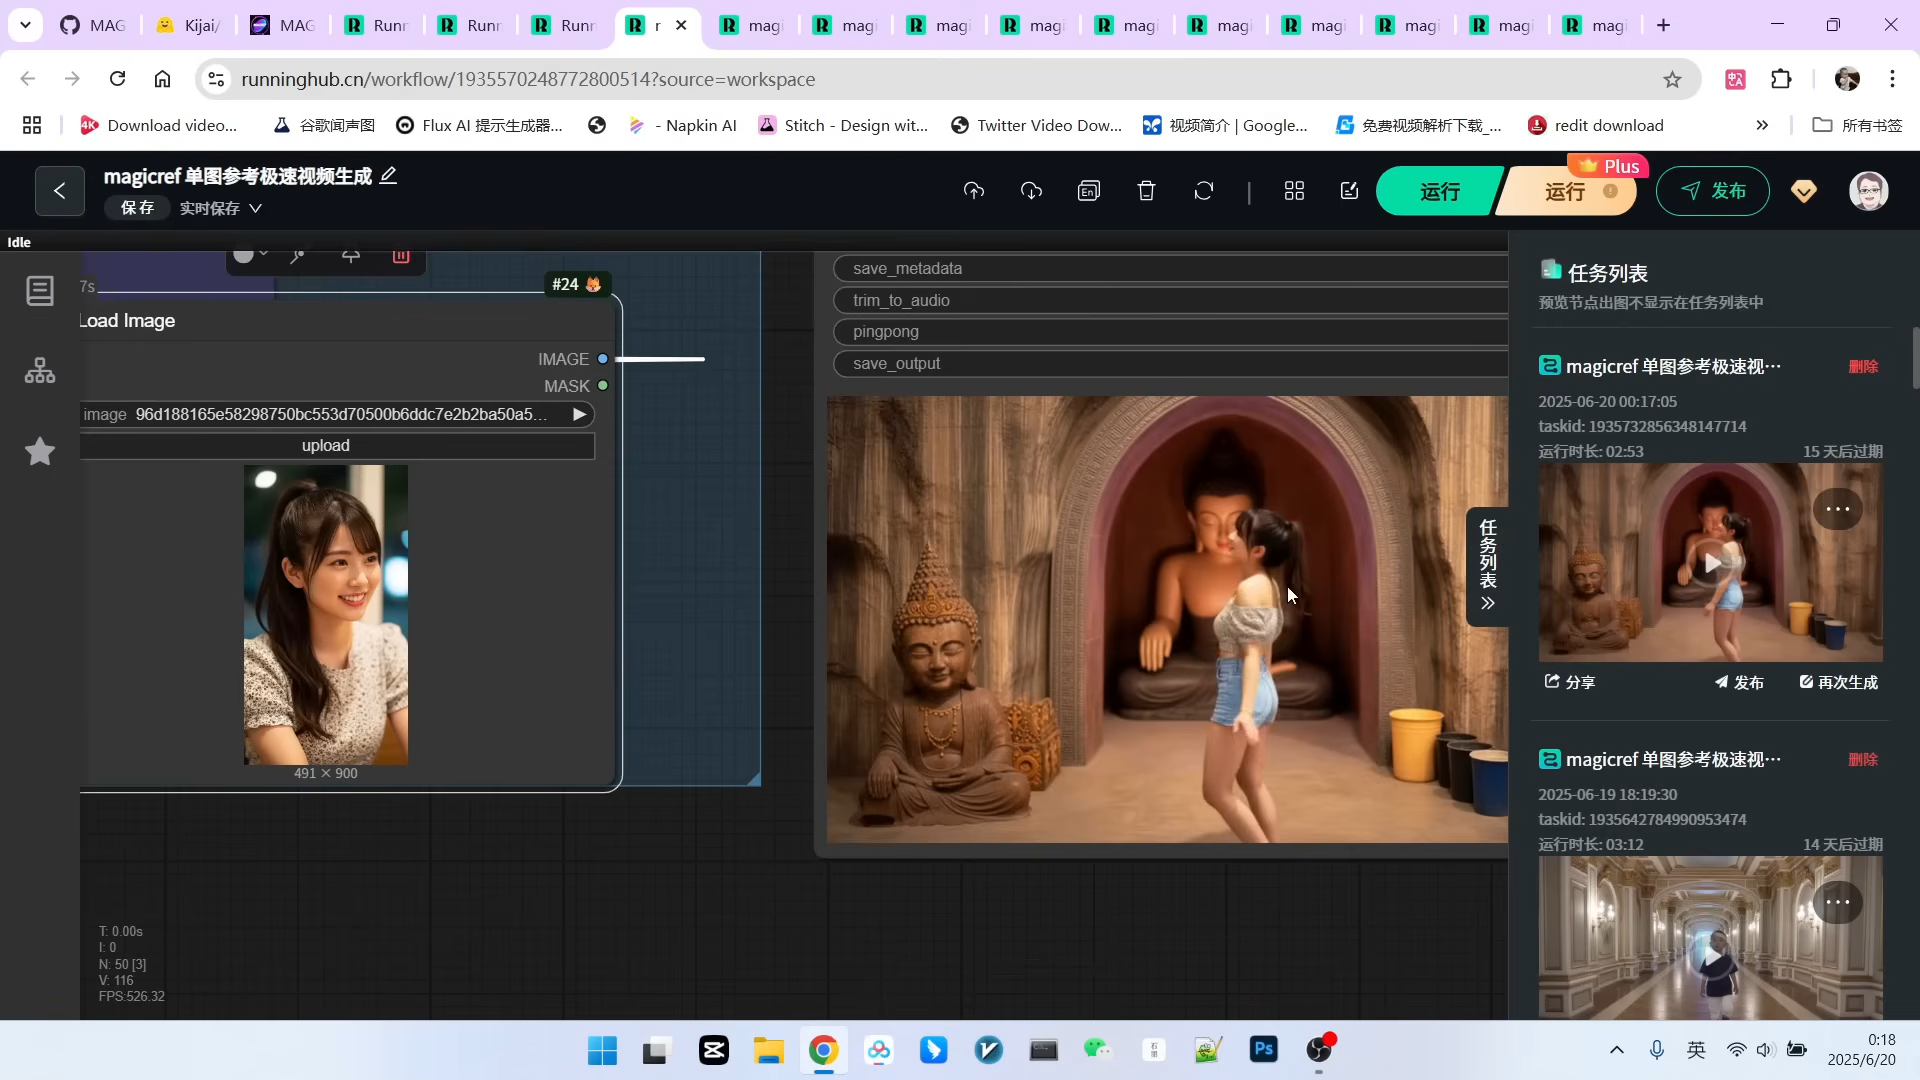 MAG
Kijai/
MAG
Runn
Runn
Runn
r
magi
magi
magi
magi
magi
magi
magi
magi
magi
magi
runninghub.cn/workflow/1935570248772800514?source=workspace
Download video...
谷歌闻声图
Flux AI 提示生成器...
- Napkin AI
Stitch - Design wit...
Twitter Video Dow...
视频简介 | Google...
免费视频解析下载_...
redit download
所有书签
magicref 单图参考极速视频生成
保存
实时保存
En
运行
运行
Plus
发布
Idle
7s
#24
Load Image
IMAGE
MASK
image 96d188165e58298750bc553d70500b6ddc7e2b2ba50a5...
upload
491 × 900
save_metadata
trim_to_audio
pingpong
save_output
任务列表
任务列表
预览节点出图不显示在任务列表中
magicref 单图参考极速视···
删除
2025-06-20 00:17:05
taskid: 1935732856348147714
运行时长: 02:53
15 天后过期
分享
发布
再次生成
magicref 单图参考极速视···
删除
2025-06-19 18:19:30
taskid: 1935642784990953474
运行时长: 03:12
14 天后过期
T: 0.00s
I: 0
N: 50 [3]
V: 116
FPS:526.32
Ps
英
0:18
2025/6/20